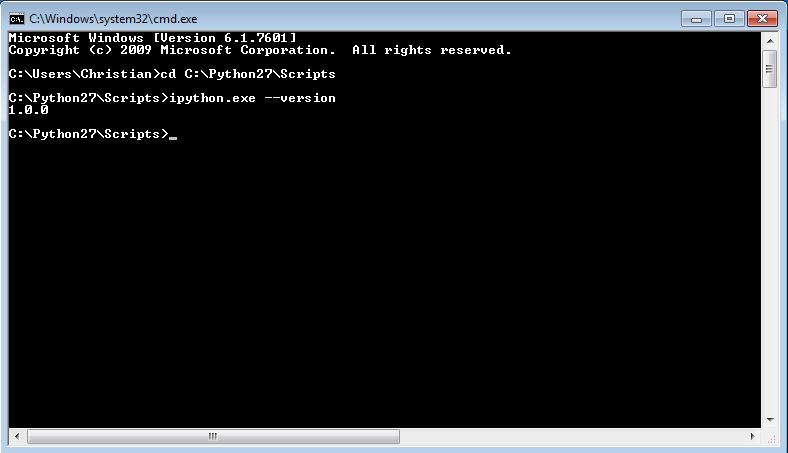 C:\Windows\system32\cmd.exe
Microsoft Windows [Version 6.1.7601]
Copyright (c) 2009 Microsoft Corporation.  All rights reserved.
C:\Users\Christian>cd C:\Python27\Scripts
C:\Python27\Scripts>ipython.exe --version
1.0.0
C:\Python27\Scripts>_